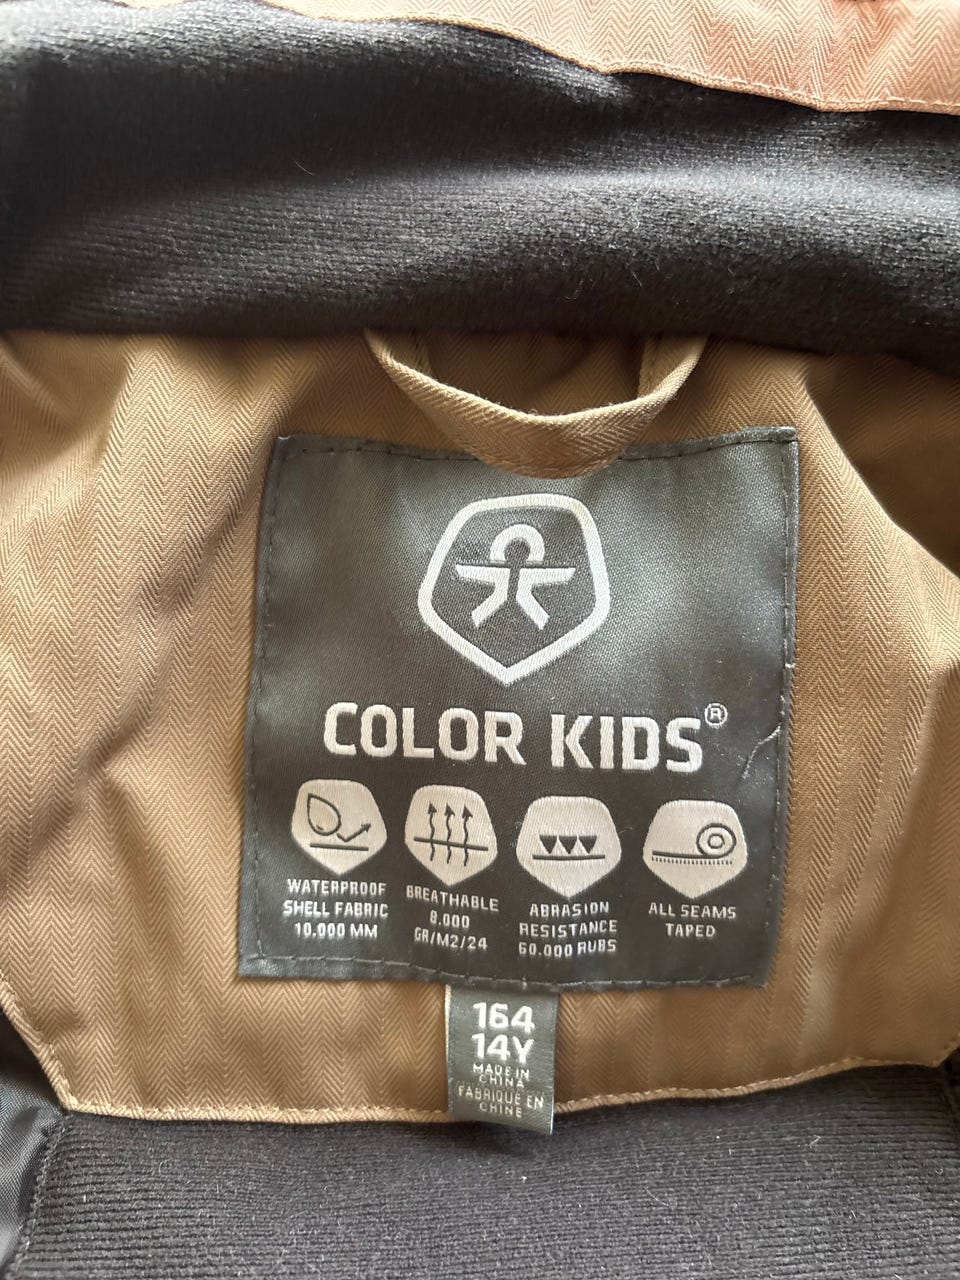 COLOR KIDS®
WATERPROOF
SHELL FABRIC
10.000 MM
BREATHABLE
8.000
GR/M2/24
ABRASION
RESISTANCE
60.000 RUBS
ALL SEAMS
TAPED
164
14Y
MADE IN
CHINA
FABRIQUE EN
CHINE